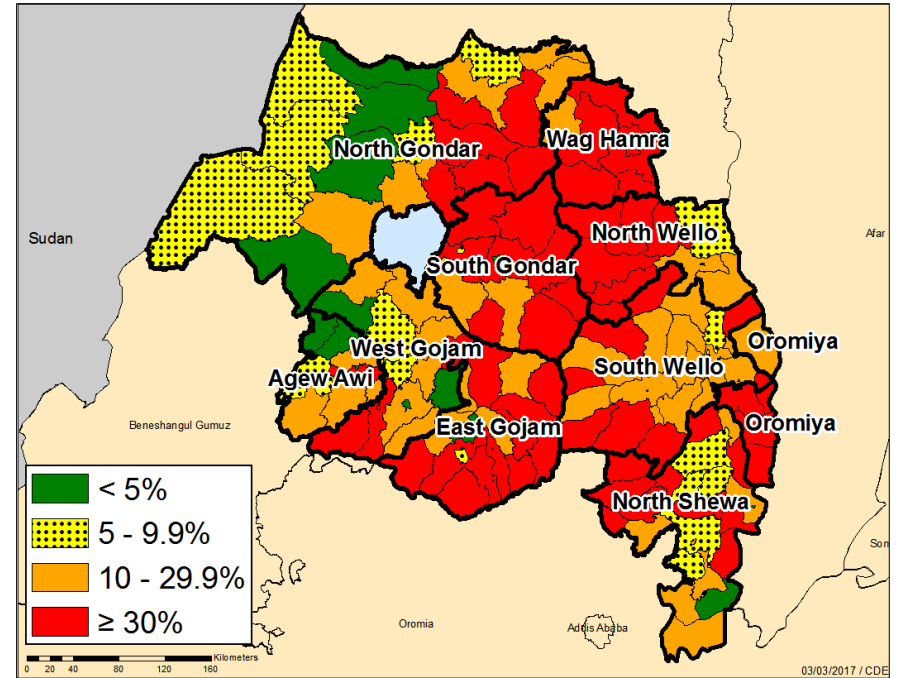 North Gondar
Wag Hamra
Sudan
North Wello
Afar
South Gondar
Oromiya
West Gojam
South Wello
Agew Awi
Beneshangul Gumuz
East Gojam
Oromiya
< 5%
5 - 9.9%
North Shewa
10 - 29.9%
Som
≥ 30%
Oromia
Addis Ababa
Kilometers
0 20 40 80 120 160
03/03/2017 / CDE